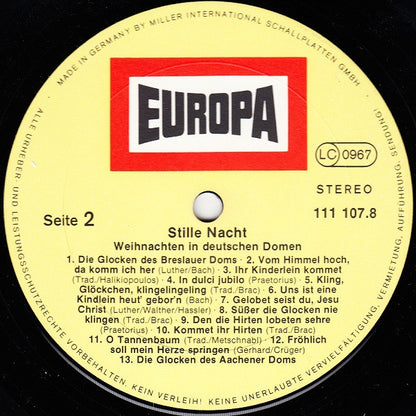 MADE IN GERMANY BY MILLER INTERNATIONAL SCHALLPLATTEN GMBH
EUROPA
LC 0967
STEREO
111 107.8
Seite 2
Stille Nacht
Weihnachten in deutschen Domen
1. Die Glocken des Breslauer Doms · 2. Vom Himmel hoch,
da komm ich her (Luther/Bach) · 3. Ihr Kinderlein kommet
(Trad./Halikiopoulos) · 4. In dulci jubilo (Praetorius) · 5. Kling,
Glöckchen, klingelingeling (Trad./Brac) · 6. Uns ist eine
Kindlein heut' gebor'n (Bach) · 7. Gelobet seist du, Jesu
Christ (Luther/Walther/Hassler) · 8. Süßer die Glocken nie
klingen (Trad./Brac) · 9. Den die Hirten lobeten sehre
(Praetorius) · 10. Kommet ihr Hirten (Trad./Brac)
11. O Tannenbaum (Trad./Metschnabl) · 12. Fröhlich
soll mein Herze springen (Gerhard/Crüger)
13. Die Glocken des Aachener Doms
ALLE URHEBER- UND LEISTUNGSSCHUTZRECHTE VORBEHALTEN. KEIN VERLEIH! KEINE UNERLAUBTE VERVIELFÄLTIGUNG, VERMIETUNG, AUFFÜHRUNG, SENDUNG!